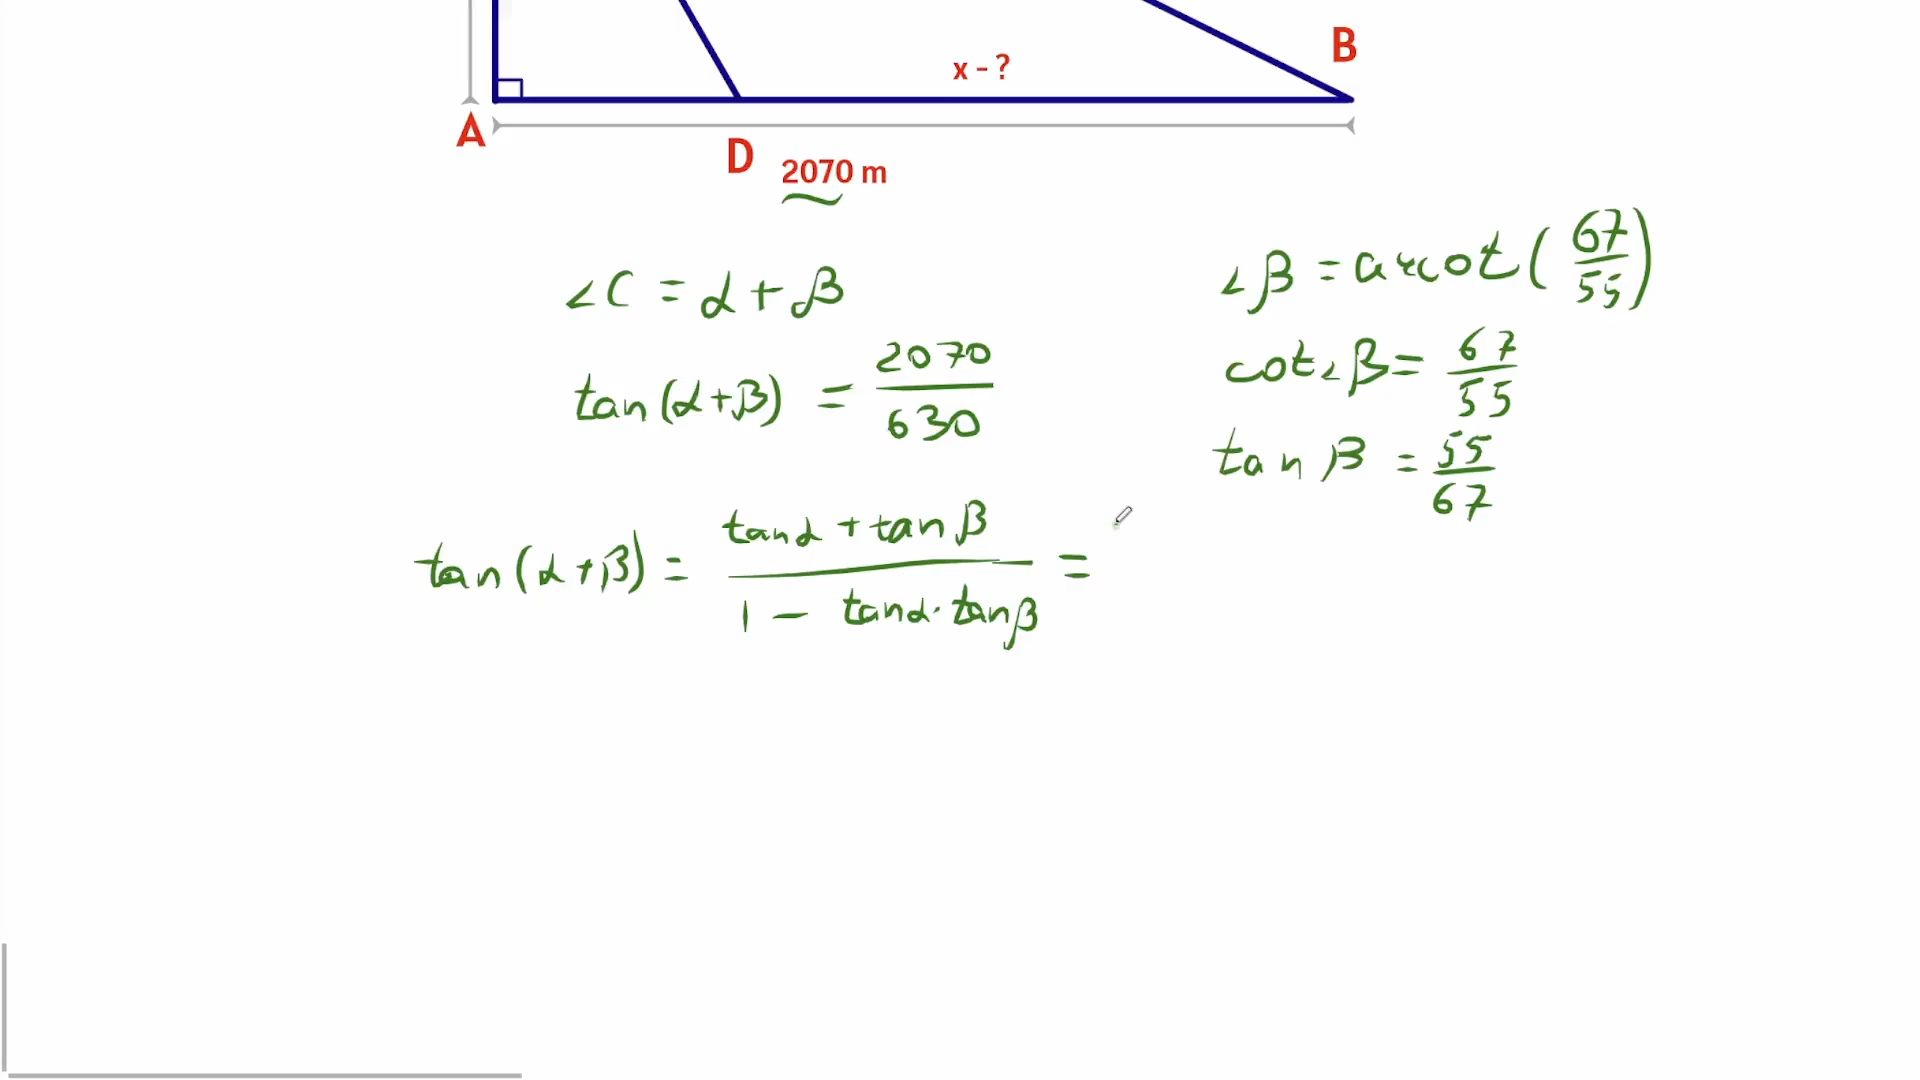 B
x - ?
A
D
2070 m
∠C = α + β
∠β = arccot(67/55)
tan(α+β) = 2070/630
cot∠β = 67/55
tan β = 55/67
tan(α+β) = (tanα + tanβ)/(1 - tanα·tanβ) =